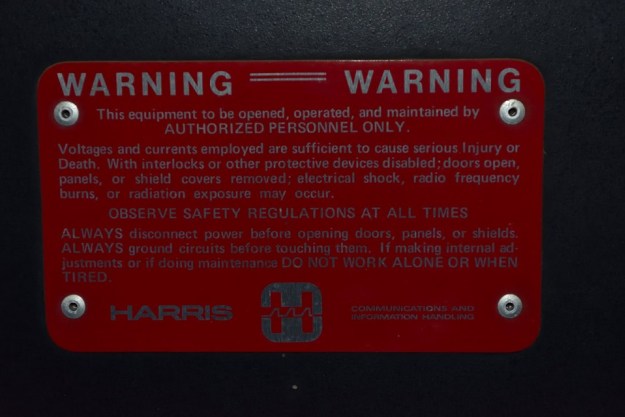 WARNING WARNING
This equipment to be opened, operated, and maintained by
AUTHORIZED PERSONNEL ONLY.
Voltages and currents employed are sufficient to cause serious Injury or
Death. With interlocks or other protective devices disabled; doors open,
panels, or shield covers removed; electrical shock, radio frequency
burns, or radiation exposure may occur.
OBSERVE SAFETY REGULATIONS AT ALL TIMES
ALWAYS disconnect power before opening doors, panels, or shields.
ALWAYS ground circuits before touching them. If making internal ad-
justments or if doing maintenance DO NOT WORK ALONE OR WHEN
TIRED.
HARRIS
COMMUNICATIONS AND
INFORMATION HANDLING